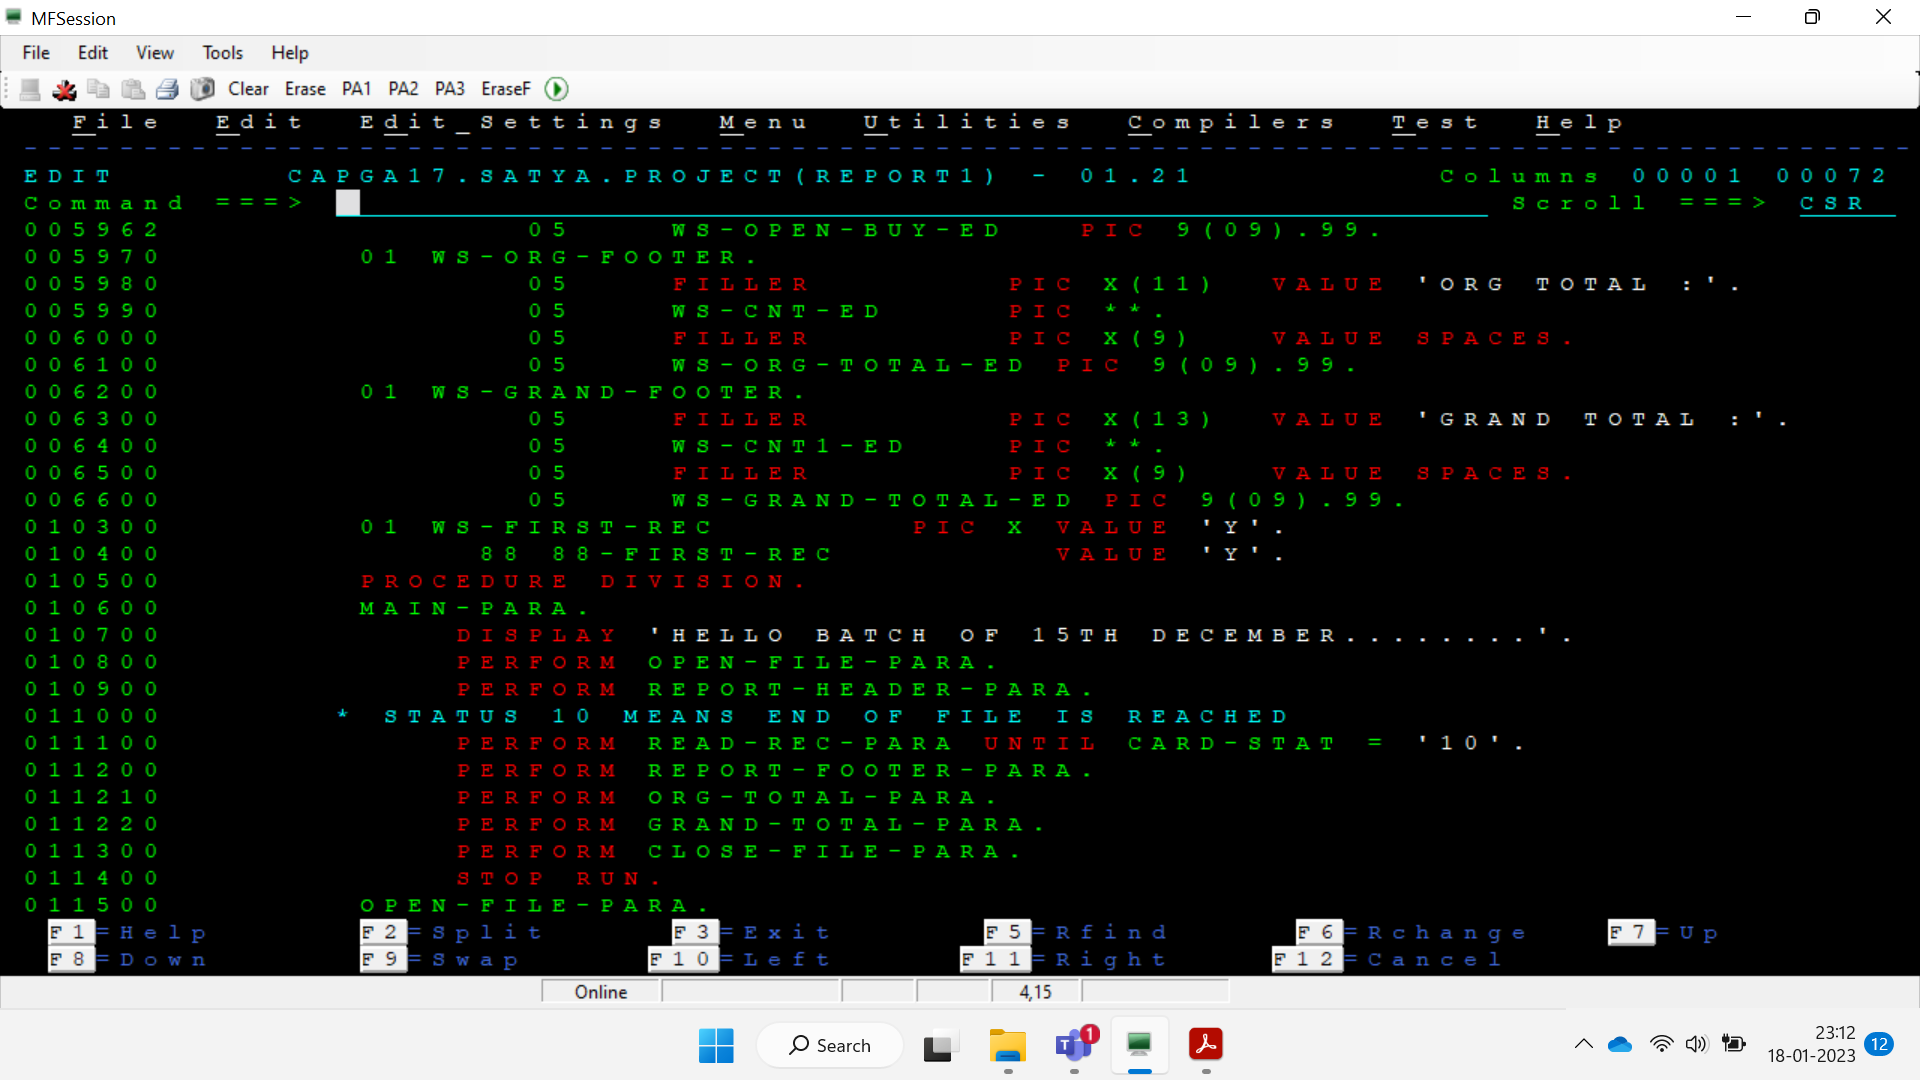 MFSession
File Edit View Tools Help
Clear Erase PA1 PA2 PA3 EraseF
File Edit Edit_Settings Menu Utilities Compilers Test Help
EDIT CAPGA17.SATYA.PROJECT(REPORT1) - 01.21 Columns 00001 00072
Command ===> Scroll ===> CSR
005962 05 WS-OPEN-BUY-ED PIC 9(09).99.
005970 01 WS-ORG-FOOTER.
005980 05 FILLER PIC X(11) VALUE 'ORG TOTAL :'.
005990 05 WS-CNT-ED PIC **.
006000 05 FILLER PIC X(9) VALUE SPACES.
006100 05 WS-ORG-TOTAL-ED PIC 9(09).99.
006200 01 WS-GRAND-FOOTER.
006300 05 FILLER PIC X(13) VALUE 'GRAND TOTAL :'.
006400 05 WS-CNT1-ED PIC **.
006500 05 FILLER PIC X(9) VALUE SPACES.
006600 05 WS-GRAND-TOTAL-ED PIC 9(09).99.
010300 01 WS-FIRST-REC PIC X VALUE 'Y'.
010400 88 88-FIRST-REC VALUE 'Y'.
010500 PROCEDURE DIVISION.
010600 MAIN-PARA.
010700 DISPLAY 'HELLO BATCH OF 15TH DECEMBER........'.
010800 PERFORM OPEN-FILE-PARA.
010900 PERFORM REPORT-HEADER-PARA.
011000 * STATUS 10 MEANS END OF FILE IS REACHED
011100 PERFORM READ-REC-PARA UNTIL CARD-STAT = '10'.
011200 PERFORM REPORT-FOOTER-PARA.
011210 PERFORM ORG-TOTAL-PARA.
011220 PERFORM GRAND-TOTAL-PARA.
011300 PERFORM CLOSE-FILE-PARA.
011400 STOP RUN.
011500 OPEN-FILE-PARA.
F1=Help F2=Split F3=Exit F5=Rfind F6=Rchange F7=Up
F8=Down F9=Swap F10=Left F11=Right F12=Cancel
Online 4,15
Search 1 23:12
18-01-2023 12